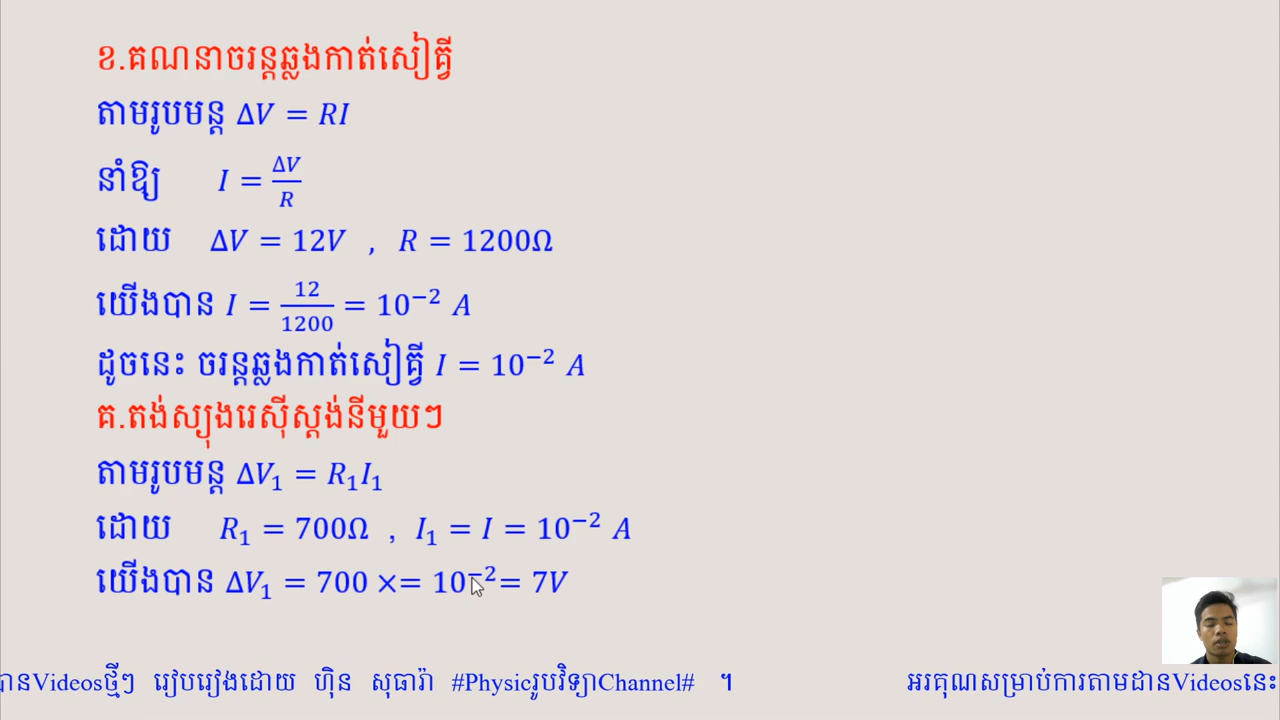 ខ.គណនាចរន្តឆ្លងកាត់សៀគ្វី
តាមរូបមន្ត ΔV = RI
នាំឱ្យ I = ΔV/R
ដោយ ΔV = 12V , R = 1200Ω
យើងបាន I = 12/1200 = 10⁻² A
ដូចនេះ ចរន្តឆ្លងកាត់សៀគ្វី I = 10⁻² A
គ.តង់ស្យុងរេស៊ីស្តង់នីមួយៗ
តាមរូបមន្ត ΔV₁ = R₁I₁
ដោយ R₁ = 700Ω , I₁ = I = 10⁻² A
យើងបាន ΔV₁ = 700 ×= 10⁻²= 7V
បានVideosថ្មីៗ រៀបរៀងដោយ ហ៊ិន សុធារ៉ា #Physicរូបវិទ្យាChannel# ។ អរគុណសម្រាប់ការតាមដានVideosនេះ